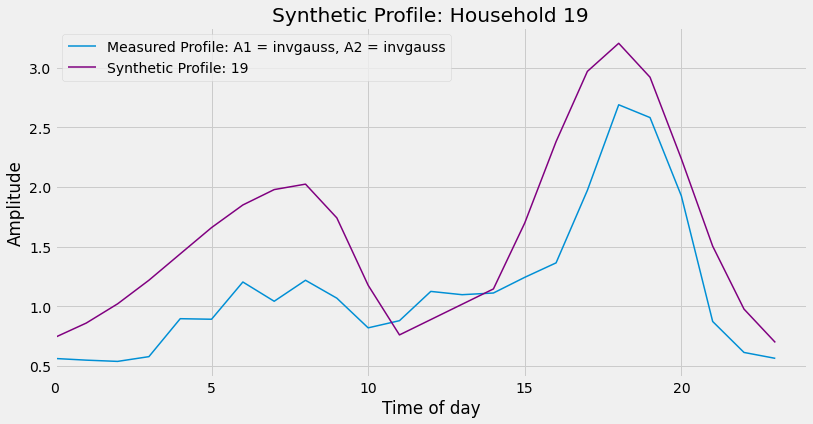 Synthetic Profile: Household 19
Measured Profile: A1 = invgauss, A2 = invgauss
Synthetic Profile: 19
3.0
2.5
2.0
1.5
1.0
0.5
Amplitude
0 5 10 15 20
Time of day